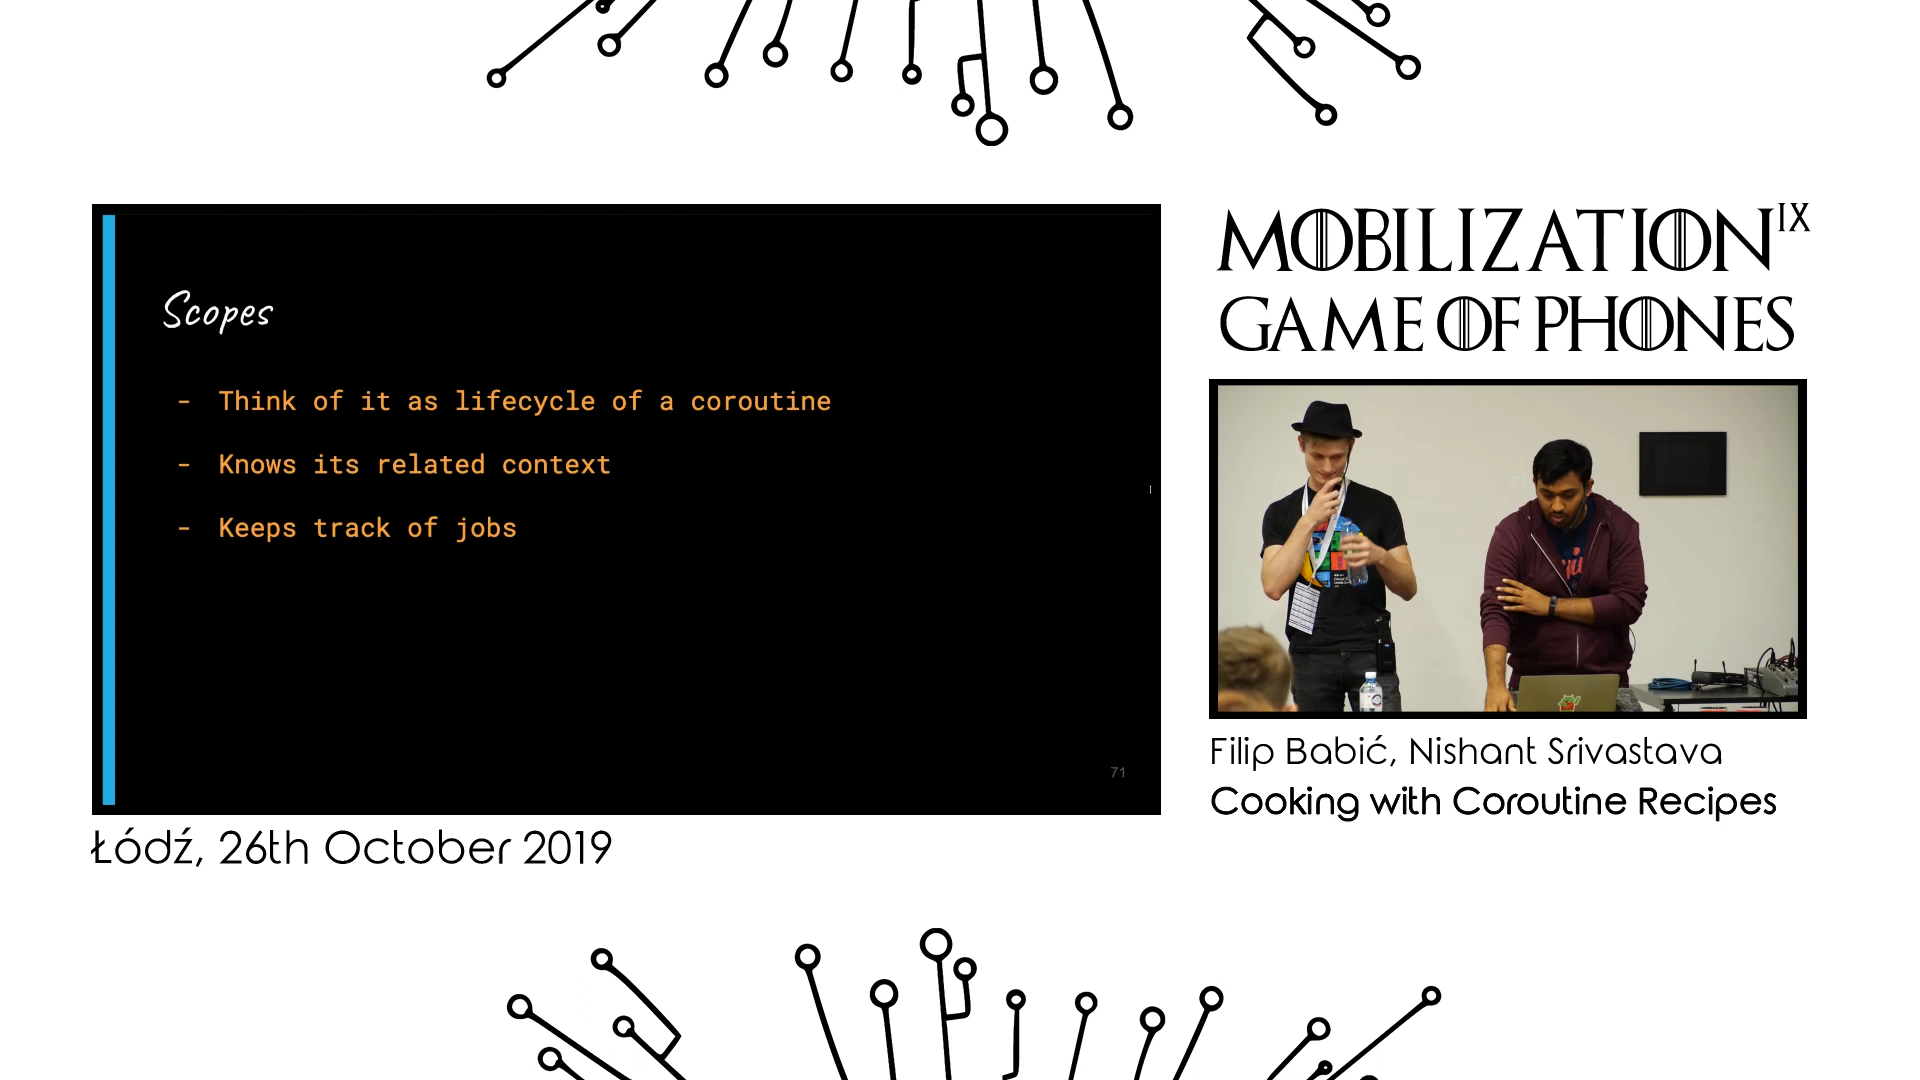 MOBILIZATION IX
GAME OF PHONES
Scopes
- Think of it as lifecycle of a coroutine
- Knows its related context
- Keeps track of jobs
71
Filip Babić, Nishant Srivastava
Cooking with Coroutine Recipes
Łódź, 26th October 2019